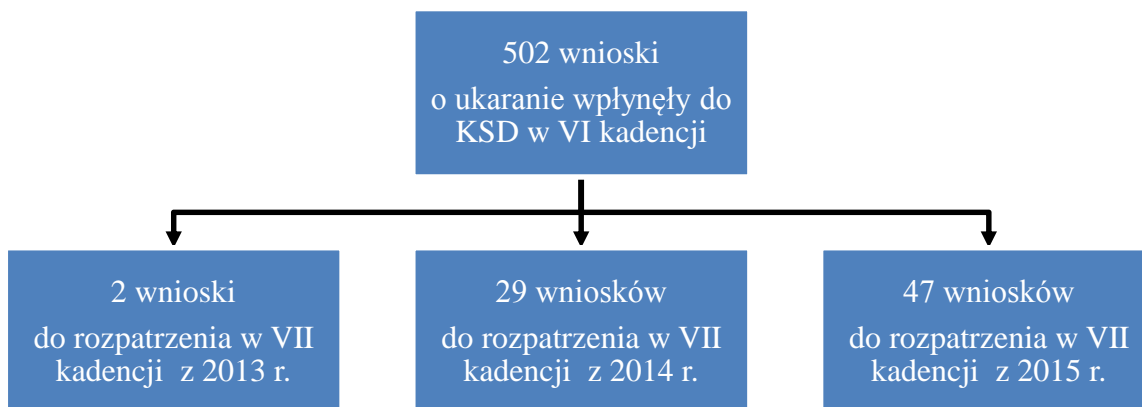 502 wnioski
o ukaranie wpłynęły do
KSD w VI kadencji
2 wnioski
do rozpatrzenia w VII
kadencji z 2013 r.
29 wniosków
do rozpatrzenia w VII
kadencji z 2014 r.
47 wniosków
do rozpatrzenia w VII
kadencji z 2015 r.